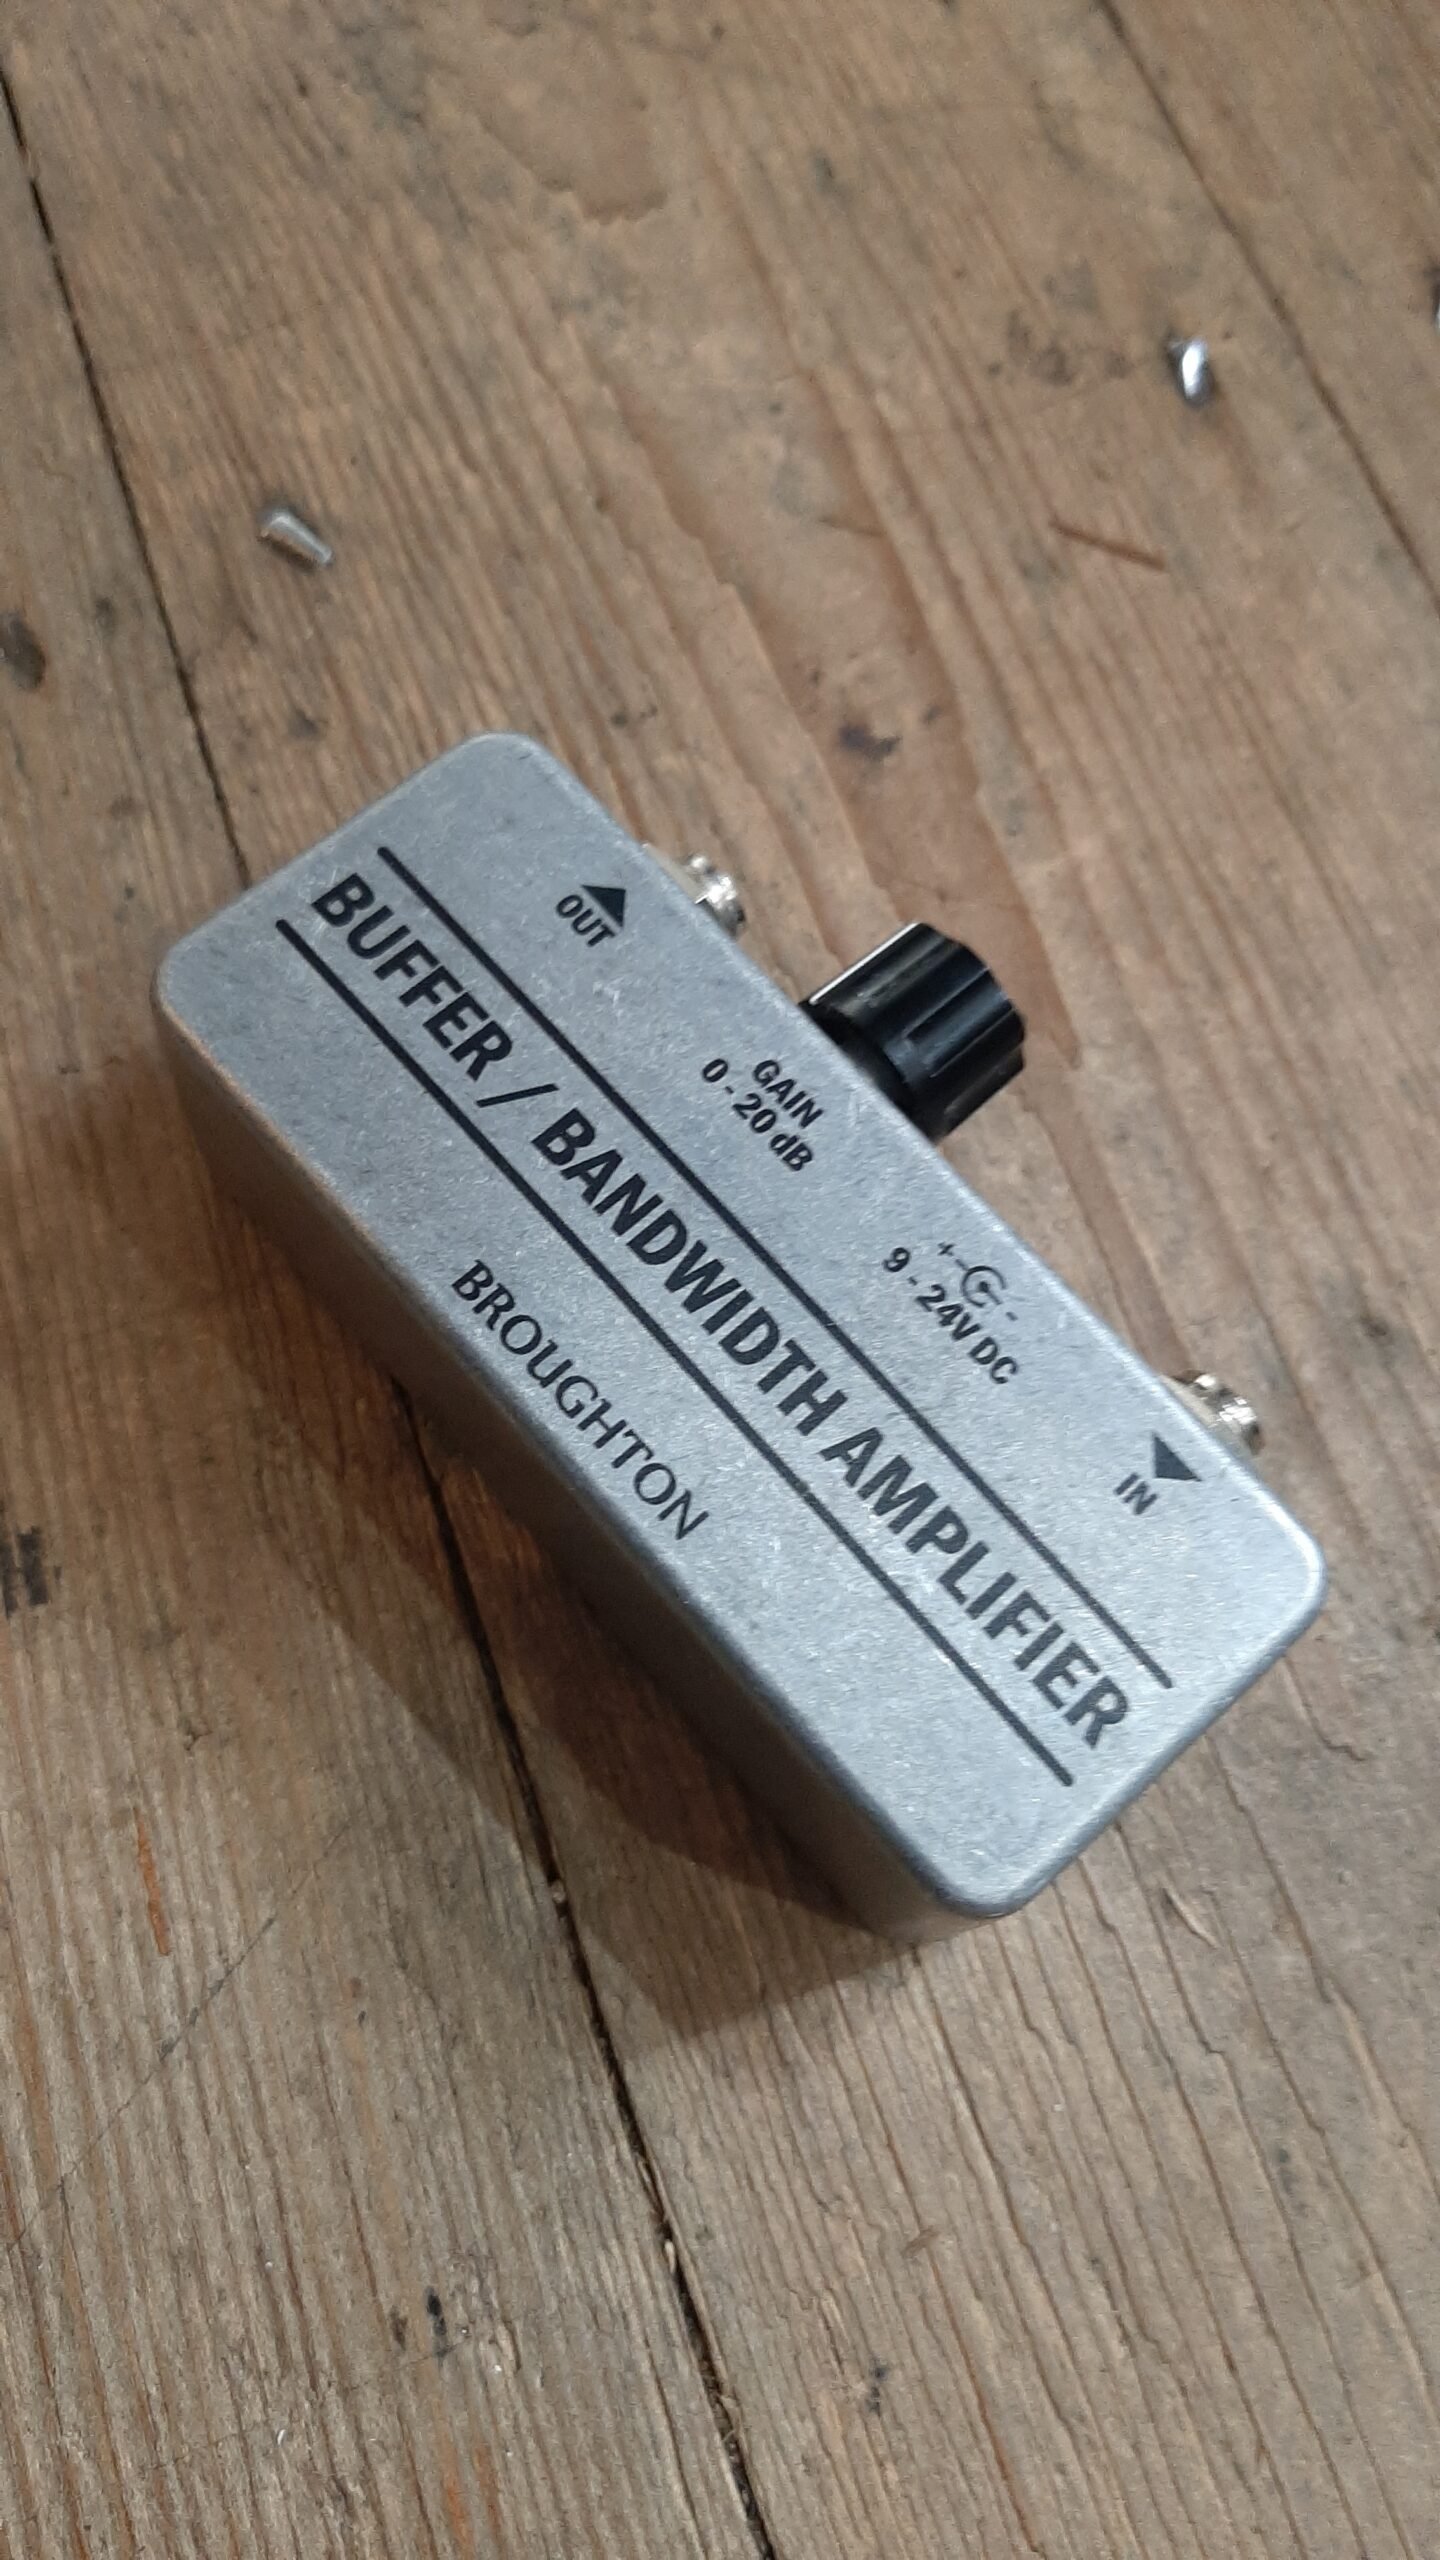 OUT
GAIN
0 - 20 dB
+ -
9 - 24V DC
IN
BUFFER / BANDWIDTH AMPLIFIER
BROUGHTON